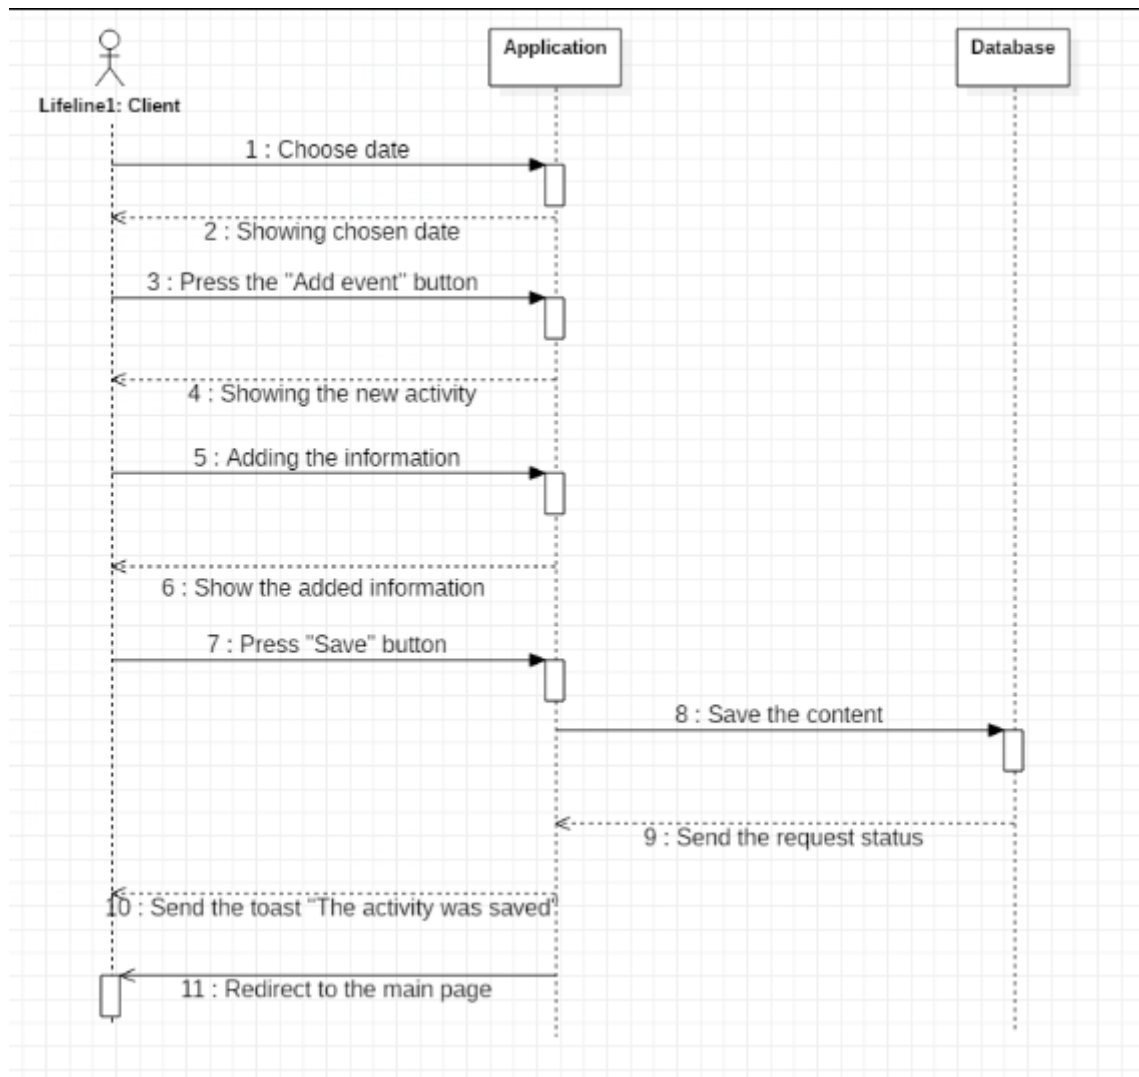 Application
Database
Lifeline1: Client
1 : Choose date
2 : Showing chosen date
3 : Press the "Add event" button
4 : Showing the new activity
5 : Adding the information
6 : Show the added information
7 : Press "Save" button
8 : Save the content
9 : Send the request status
10 : Send the toast "The activity was saved"
11 : Redirect to the main page